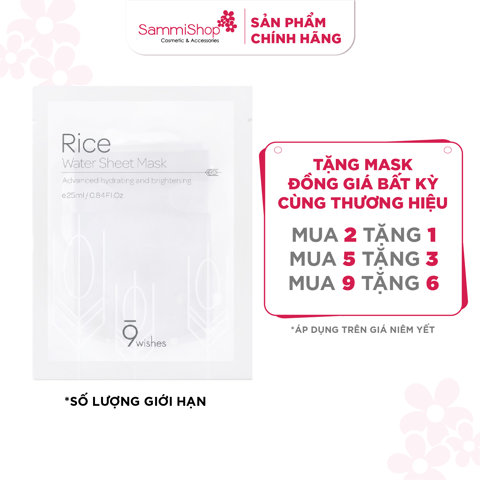 SammiShop
Cosmetic & Accessories
SẢN PHẨM
CHÍNH HÃNG
Rice
Water Sheet Mask
Advanced hydrating and brightening
e25ml / 0.84Fl.Oz
9
wishes
TẶNG MASK
ĐỒNG GIÁ BẤT KỲ
CÙNG THƯƠNG HIỆU
MUA 2 TẶNG 1
MUA 5 TẶNG 3
MUA 9 TẶNG 6
*ÁP DỤNG TRÊN GIÁ NIÊM YẾT
*SỐ LƯỢNG GIỚI HẠN